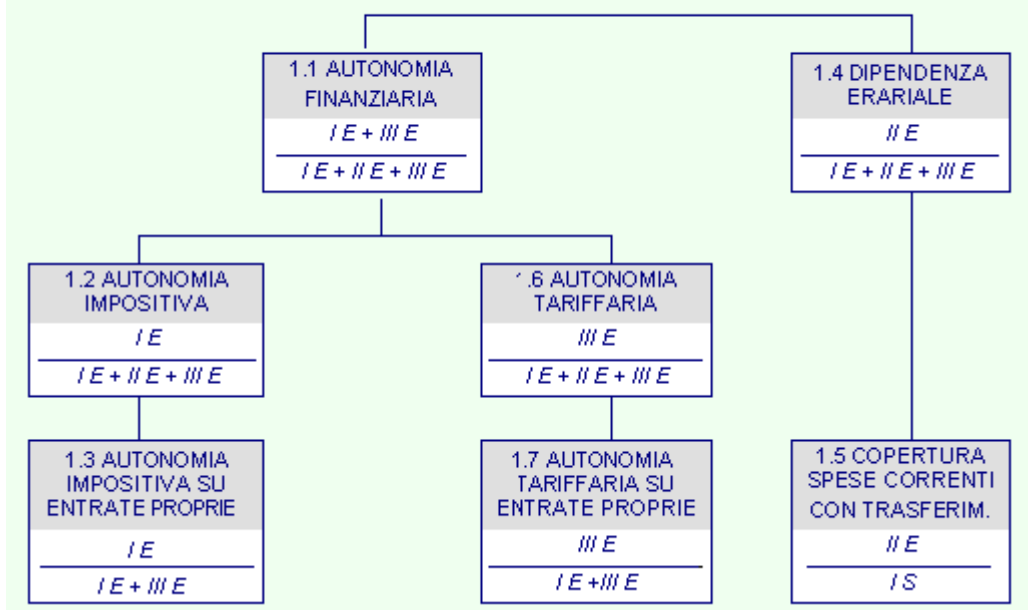 1.1 AUTONOMIA
FINANZIARIA
I E + III E
I E + II E + III E
1.4 DIPENDENZA
ERARIALE
II E
I E + II E + III E
1.2 AUTONOMIA
IMPOSITIVA
I E
I E + II E + III E
1.6 AUTONOMIA
TARIFFARIA
III E
I E + II E + III E
1.3 AUTONOMIA
IMPOSITIVA SU
ENTRATE PROPRIE
I E
I E + III E
1.7 AUTONOMIA
TARIFFARIA SU
ENTRATE PROPRIE
III E
I E +III E
1.5 COPERTURA
SPESE CORRENTI
CON TRASFERIM.
II E
I S